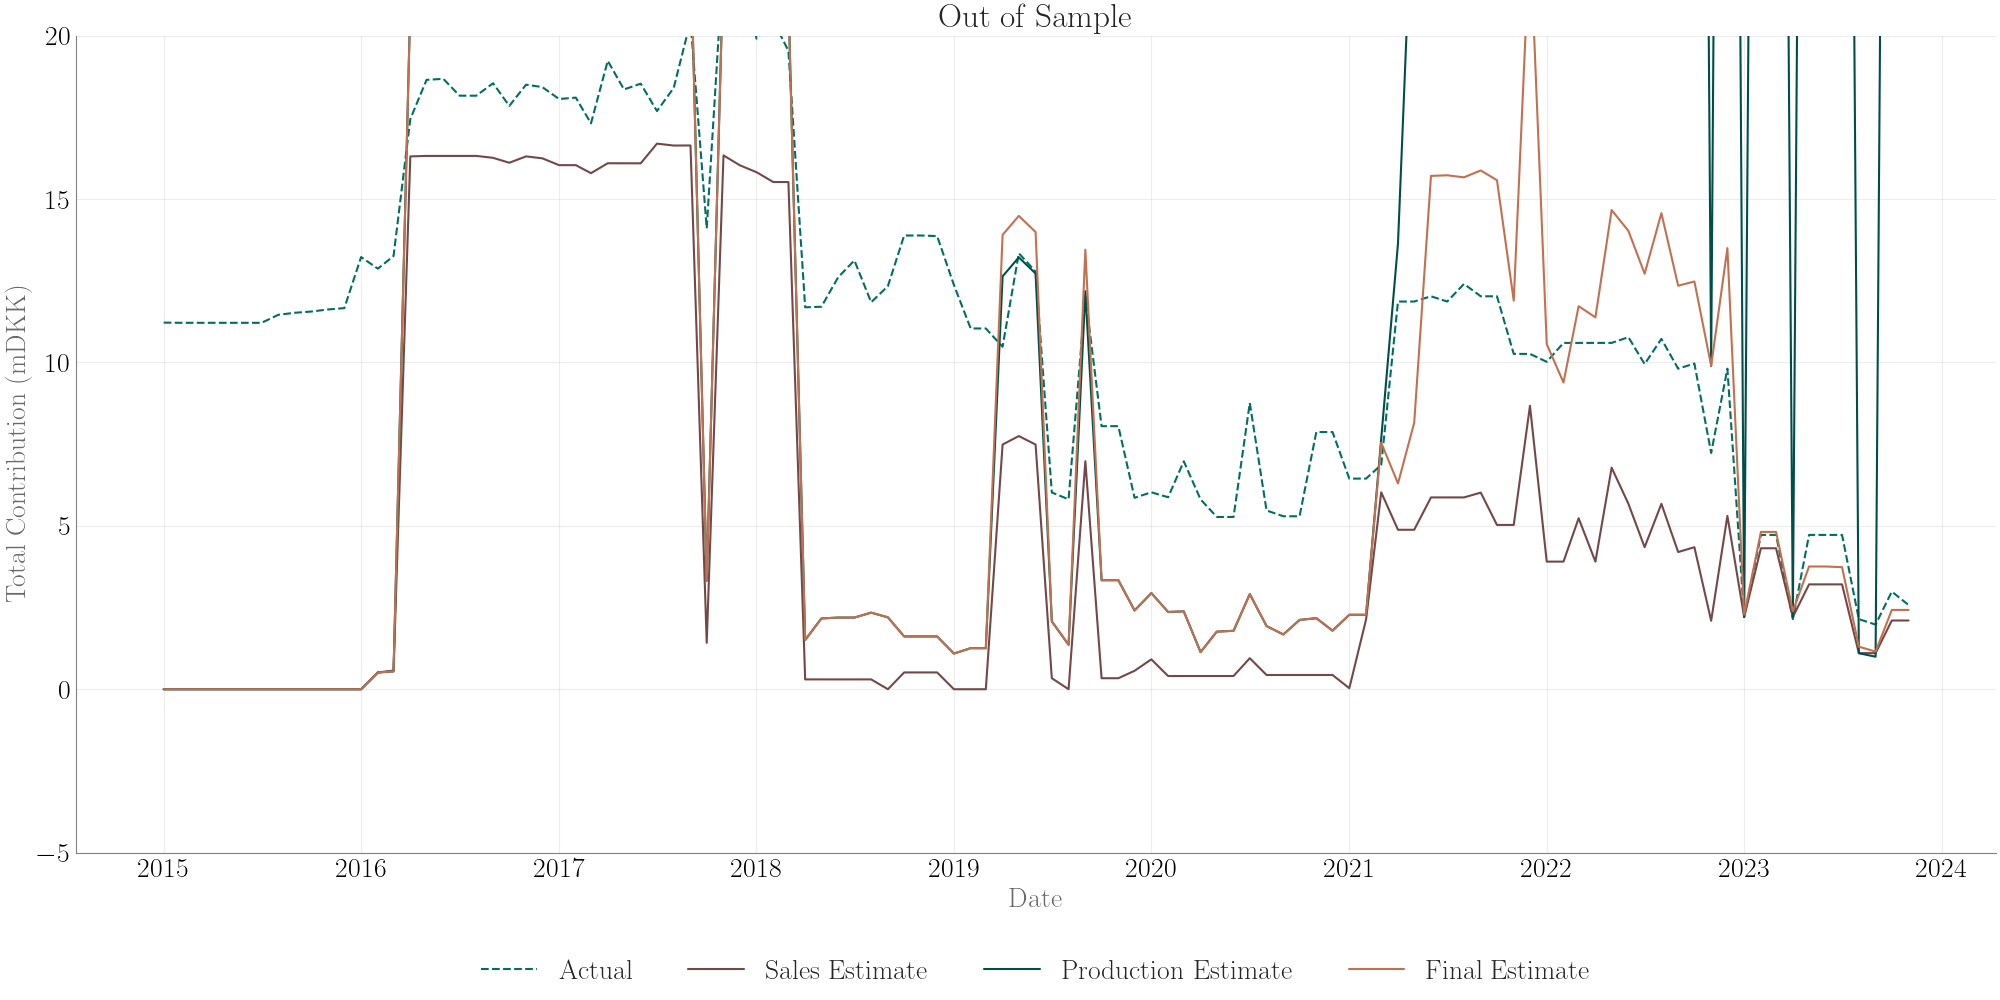 Out of Sample
Total Contribution (mDKK)
20
15
10
5
0
−5
2015 2016 2017 2018 2019 2020 2021 2022 2023 2024
Date
Actual Sales Estimate Production Estimate Final Estimate